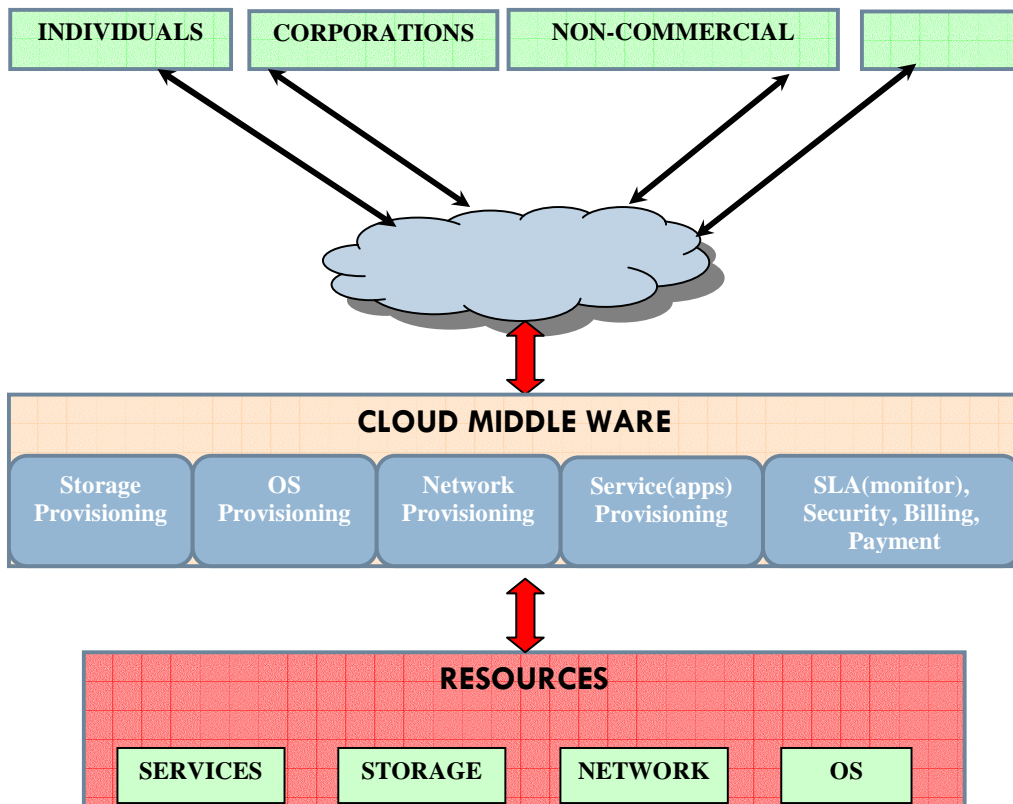 INDIVIDUALS
CORPORATIONS
NON-COMMERCIAL
CLOUD MIDDLE WARE
Storage
Provisioning
OS
Provisioning
Network
Provisioning
Service(apps)
Provisioning
SLA(monitor),
Security, Billing,
Payment
RESOURCES
SERVICES
STORAGE
NETWORK
OS